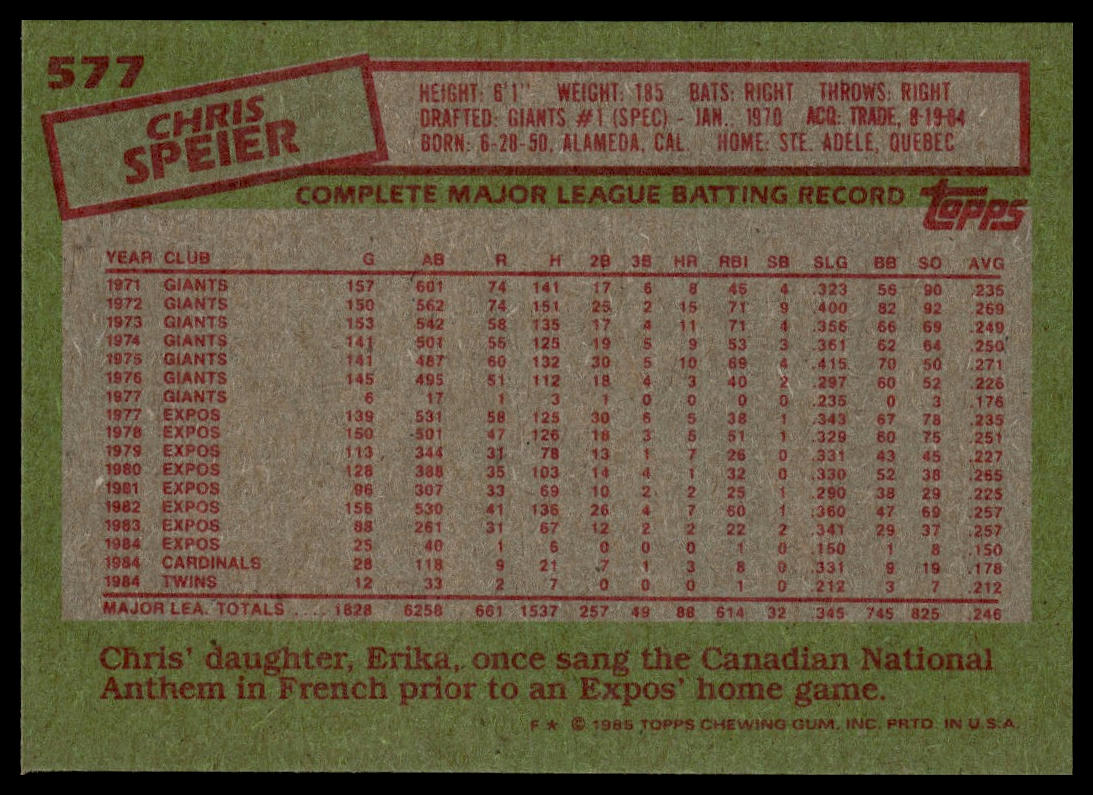 577
CHRIS
SPEIER
HEIGHT: 6'1" WEIGHT: 185 BATS: RIGHT THROWS: RIGHT
DRAFTED: GIANTS #1 (SPEC) - JAN., 1970 ACQ: TRADE, 8-19-84
BORN: 6-28-50, ALAMEDA, CAL. HOME: STE. ADELE, QUEBEC
COMPLETE MAJOR LEAGUE BATTING RECORD topps
YEAR CLUB G AB R H 2B 3B HR RBI SB SLG BB SO AVG
1971 GIANTS 157 601 74 141 17 6 8 46 4 .323 56 90 .235
1972 GIANTS 150 562 74 151 25 2 15 71 9 .400 82 92 .269
1973 GIANTS 153 542 58 135 17 4 11 71 4 .356 66 69 .249
1974 GIANTS 141 501 55 125 19 5 9 53 3 .361 62 64 .250
1975 GIANTS 141 487 60 132 30 5 10 69 4 .415 70 50 .271
1976 GIANTS 145 495 51 112 18 4 3 40 2 .297 60 52 .226
1977 GIANTS 6 17 1 3 1 0 0 0 0 .235 0 3 .176
1977 EXPOS 139 531 58 125 30 6 5 38 1 .343 67 78 .235
1978 EXPOS 150 501 47 126 18 3 5 51 1 .329 60 75 .251
1979 EXPOS 113 344 31 78 13 1 7 26 0 .331 43 45 .227
1980 EXPOS 128 388 35 103 14 4 1 32 0 .330 52 38 .265
1981 EXPOS 96 307 33 69 10 2 2 25 1 .290 38 29 .225
1982 EXPOS 156 530 41 136 26 4 7 60 1 .360 47 69 .257
1983 EXPOS 88 261 31 67 12 2 2 22 2 .341 29 37 .257
1984 EXPOS 25 40 1 6 0 0 0 1 0 .150 1 8 .150
1984 CARDINALS 28 118 9 21 7 1 3 8 0 .331 9 19 .178
1984 TWINS 12 33 2 7 0 0 0 1 0 .212 3 7 .212
MAJOR LEA. TOTALS .... 1828 6258 661 1537 257 49 88 614 32 .345 745 825 .246
Chris' daughter, Erika, once sang the Canadian National
Anthem in French prior to an Expos' home game.
F ★ © 1985 TOPPS CHEWING GUM, INC. PRTD. IN U.S.A.